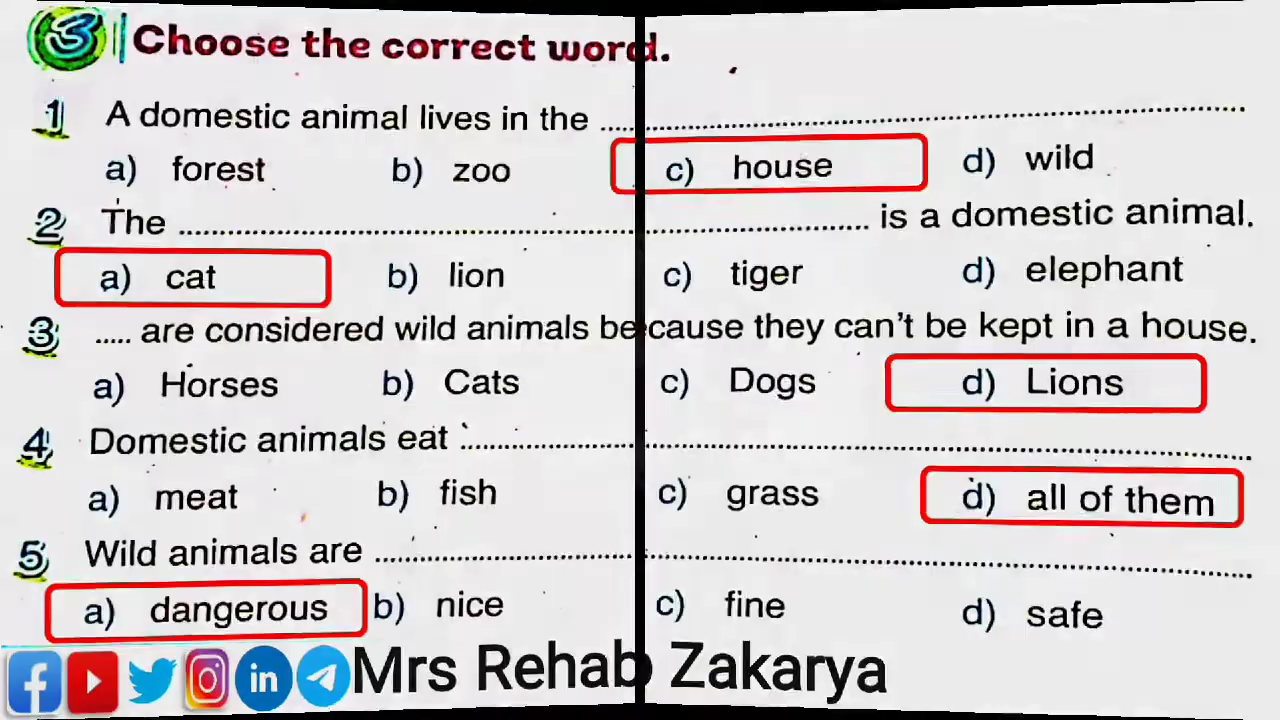 3 Choose the correct word.
1 A domestic animal lives in the ..........
a) forest b) zoo c) house d) wild
2 The .......... is a domestic animal.
a) cat b) lion c) tiger d) elephant
3 ..... are considered wild animals because they can't be kept in a house.
a) Horses b) Cats c) Dogs d) Lions
4 Domestic animals eat ..........
a) meat b) fish c) grass d) all of them
5 Wild animals are ..........
a) dangerous b) nice c) fine d) safe
f in Mrs Rehab Zakarya